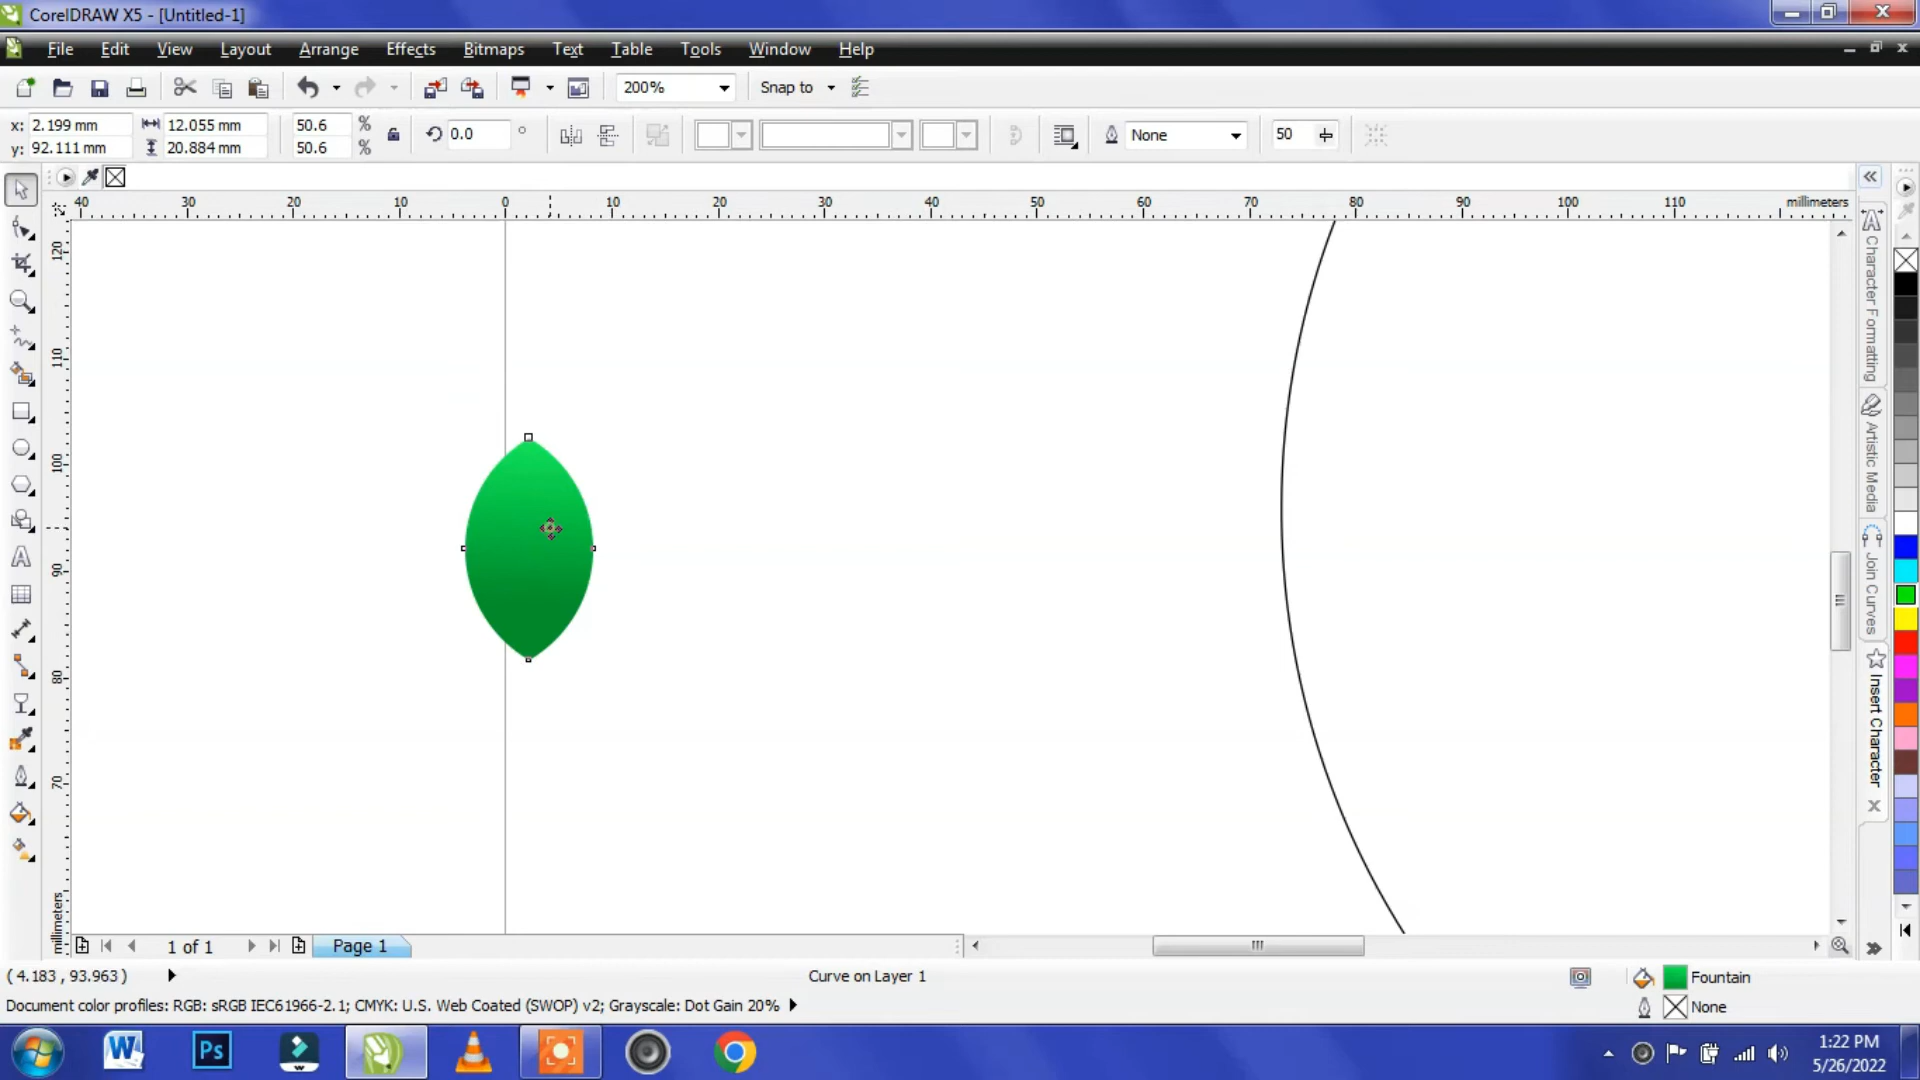 CorelDRAW X5 - [Untitled-1]
File Edit View Layout Arrange Effects Bitmaps Text Table Tools Window Help
200% Snap to
x: 2.199 mm 12.055 mm 50.6 % 0.0 ° None 50
y: 92.111 mm 20.884 mm 50.6 %
40 30 20 10 0 10 20 30 40 50 60 70 80 90 100 110 millimeters
120
110
100
90
80
70
millimeters
Character Formatting
Artistic Media
Join Curves
Insert Character
1 of 1 Page 1
( 4.183 , 93.963 ) Curve on Layer 1 Fountain
Document color profiles: RGB: sRGB IEC61966-2.1; CMYK: U.S. Web Coated (SWOP) v2; Grayscale: Dot Gain 20% None
W Ps 1:22 PM
5/26/2022